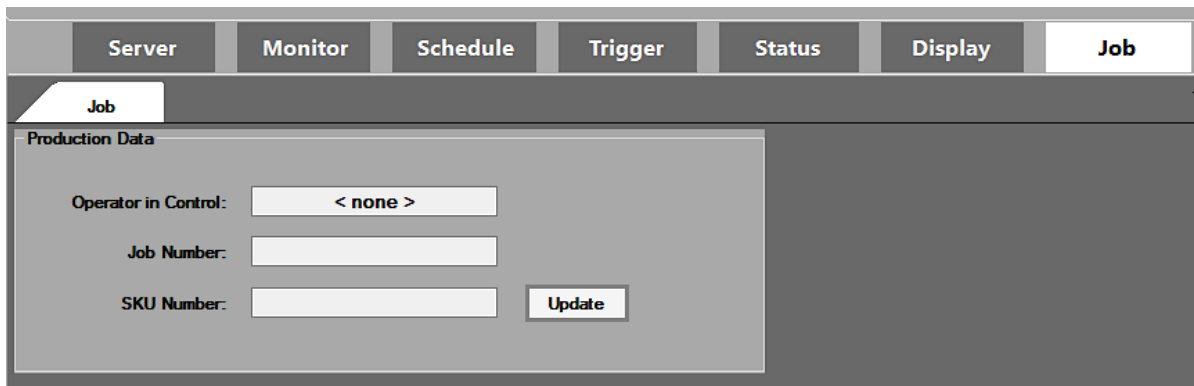 Server Monitor Schedule Trigger Status Display Job
Job
Production Data
Operator in Control: < none >
Job Number:
SKU Number: Update